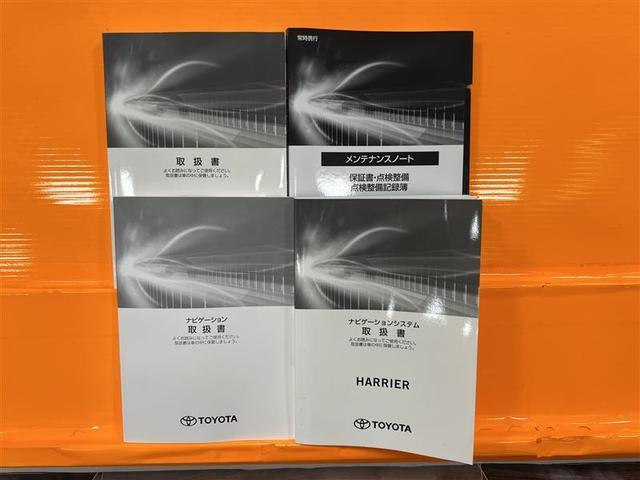 取扱書
よくお読みになってご使用ください。
取扱書は車の中に保管しましょう。
常時携行
メンテナンスノート
保証書・点検整備
点検整備記録簿
ナビゲーション
取扱書
よくお読みになってご使用ください。
取扱書は車の中に保管しましょう。
TOYOTA
ナビゲーションシステム
取扱書
よくお読みになってご使用ください。
取扱書は車の中に保管しましょう。
HARRIER
TOYOTA